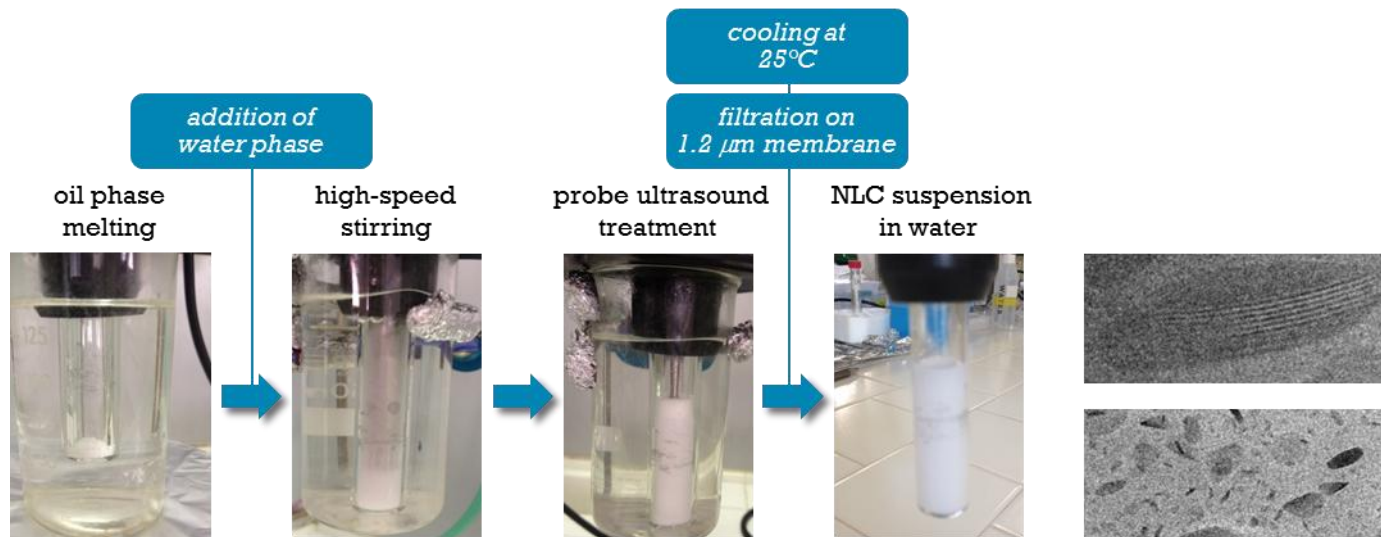 cooling at
25°C
addition of
water phase
filtration on
1.2 μm membrane
oil phase
melting
high-speed
stirring
probe ultrasound
treatment
NLC suspension
in water
125